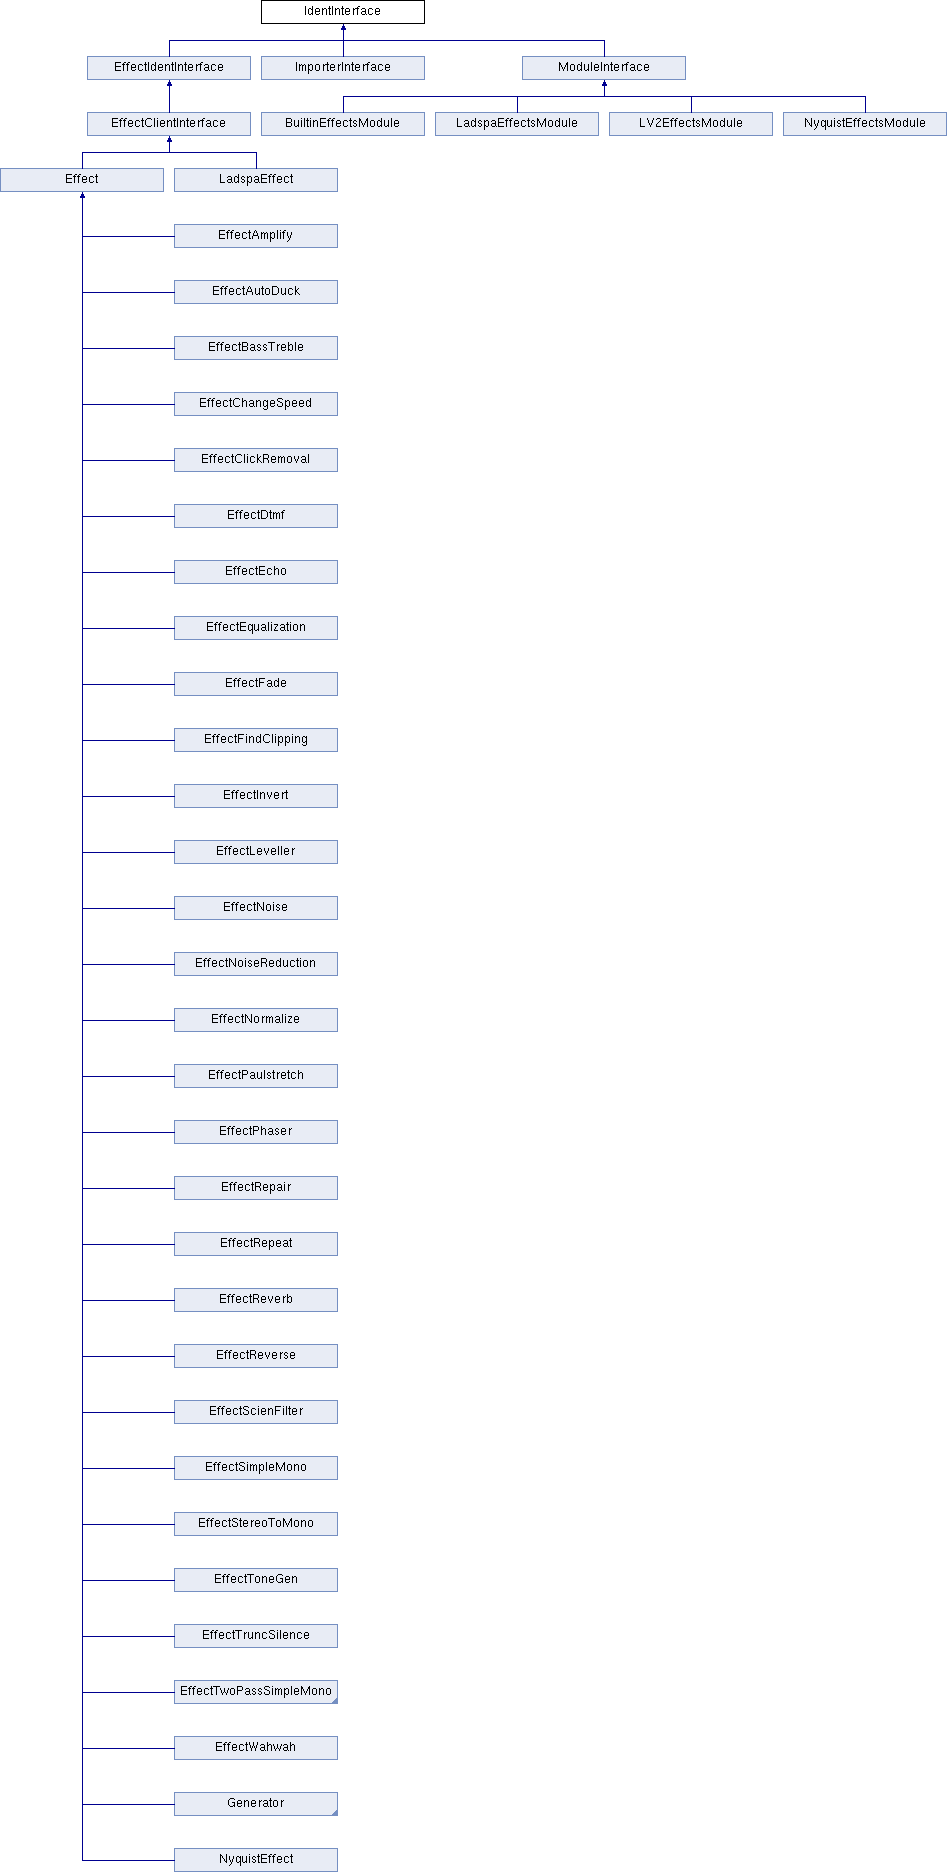 IdentInterface
EffectIdentInterface
ImporterInterface
ModuleInterface
EffectClientInterface
BuiltinEffectsModule
LadspaEffectsModule
LV2EffectsModule
NyquistEffectsModule
Effect
LadspaEffect
EffectAmplify
EffectAutoDuck
EffectBassTreble
EffectChangeSpeed
EffectClickRemoval
EffectDtmf
EffectEcho
EffectEqualization
EffectFade
EffectFindClipping
EffectInvert
EffectLeveller
EffectNoise
EffectNoiseReduction
EffectNormalize
EffectPaulstretch
EffectPhaser
EffectRepair
EffectRepeat
EffectReverb
EffectReverse
EffectScienFilter
EffectSimpleMono
EffectStereoToMono
EffectToneGen
EffectTruncSilence
EffectTwoPassSimpleMono
EffectWahwah
Generator
NyquistEffect